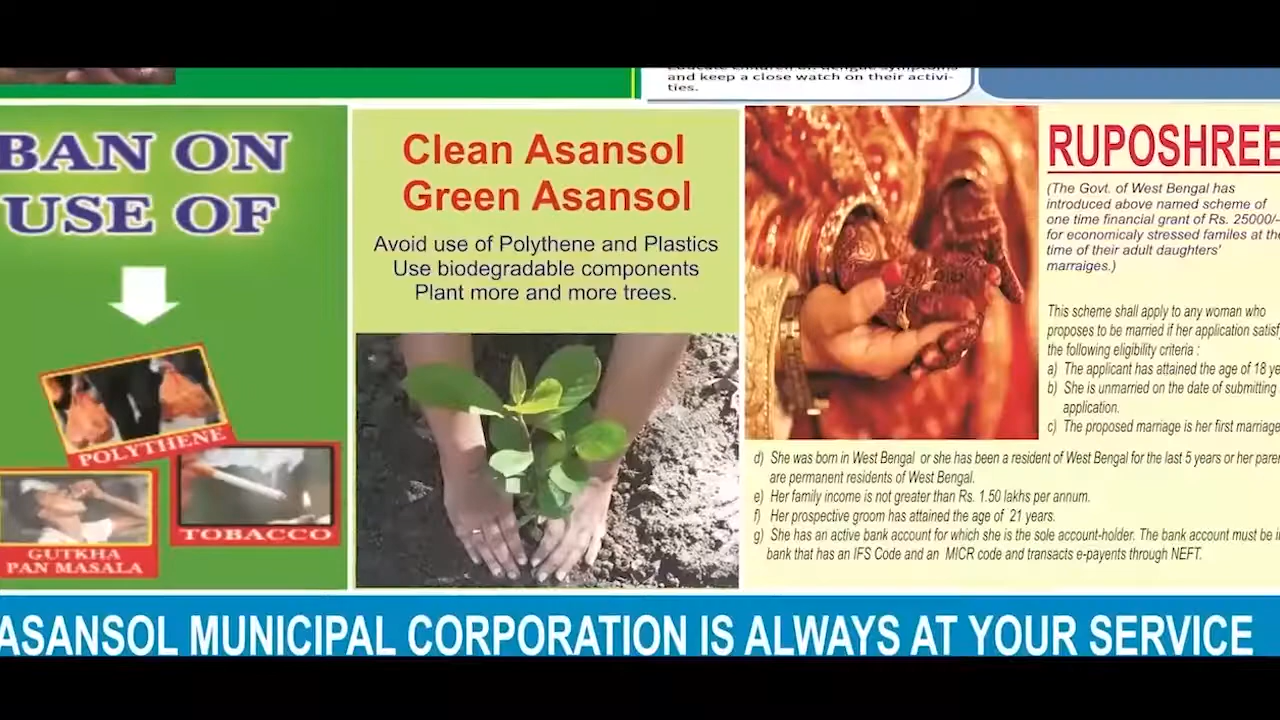 and keep a close watch on their activi-
ties.
BAN ON
USE OF
POLYTHENE
TOBACCO
GUTKHA
PAN MASALA
Clean Asansol
Green Asansol
Avoid use of Polythene and Plastics
Use biodegradable components
Plant more and more trees.
RUPOSHREE
(The Govt. of West Bengal has
introduced above named scheme of
one time financial grant of Rs. 25000/-
for economicaly stressed familes at the
time of their adult daughters'
marraiges.)
This scheme shall apply to any woman who
proposes to be married if her application satisf
the following eligibility criteria :
a) The applicant has attained the age of 18 ye
b) She is unmarried on the date of submitting
application.
c) The proposed marriage is her first marriage
d) She was born in West Bengal or she has been a resident of West Bengal for the last 5 years or her paren
are permanent residents of West Bengal.
e) Her family income is not greater than Rs. 1.50 lakhs per annum.
f) Her prospective groom has attained the age of 21 years.
g) She has an active bank account for which she is the sole account-holder. The bank account must be in
bank that has an IFS Code and an MICR code and transacts e-payents through NEFT.
ASANSOL MUNICIPAL CORPORATION IS ALWAYS AT YOUR SERVICE